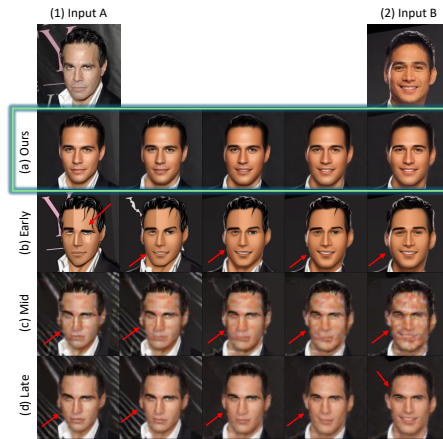 (1) Input A
(2) Input B
(a) Ours
(b) Early
(c) Mid
(d) Late